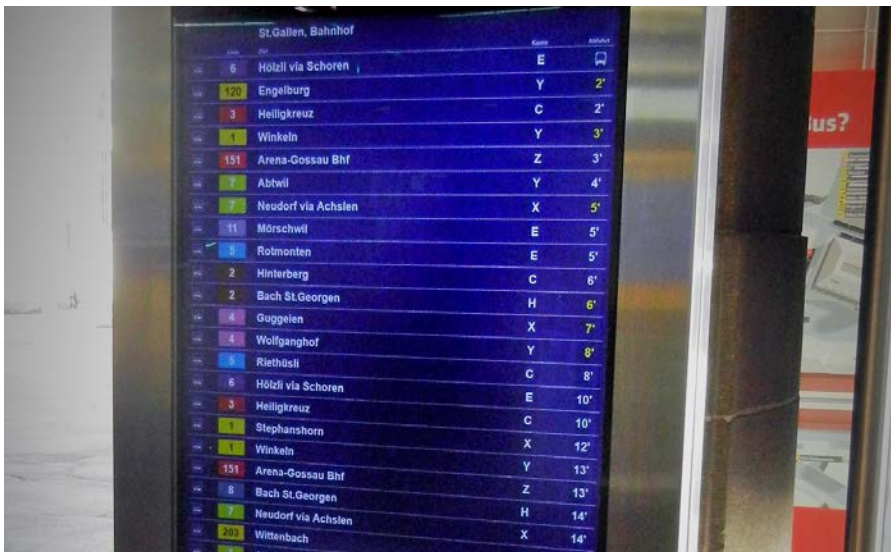 St.Gallen, Bahnhof
Kante Abfahrt
6 Hölzli via Schoren E
120 Engelburg Y 2'
3 Heiligkreuz C 2'
1 Winkeln Y 3'
151 Arena-Gossau Bhf Z 3'
7 Abtwil Y 4'
7 Neudorf via Achslen X 5'
11 Mörschwil E 5'
5 Rotmonten E 5'
2 Hinterberg C 6'
2 Bach St.Georgen H 6'
4 Guggeien X 7'
4 Wolfganghof Y 8'
5 Riethüsli C 8'
6 Hölzli via Schoren E 10'
3 Heiligkreuz C 10'
1 Stephanshorn X 12'
1 Winkeln Y 13'
151 Arena-Gossau Bhf Z 13'
8 Bach St.Georgen H 14'
7 Neudorf via Achslen X 14'
203 Wittenbach
us?